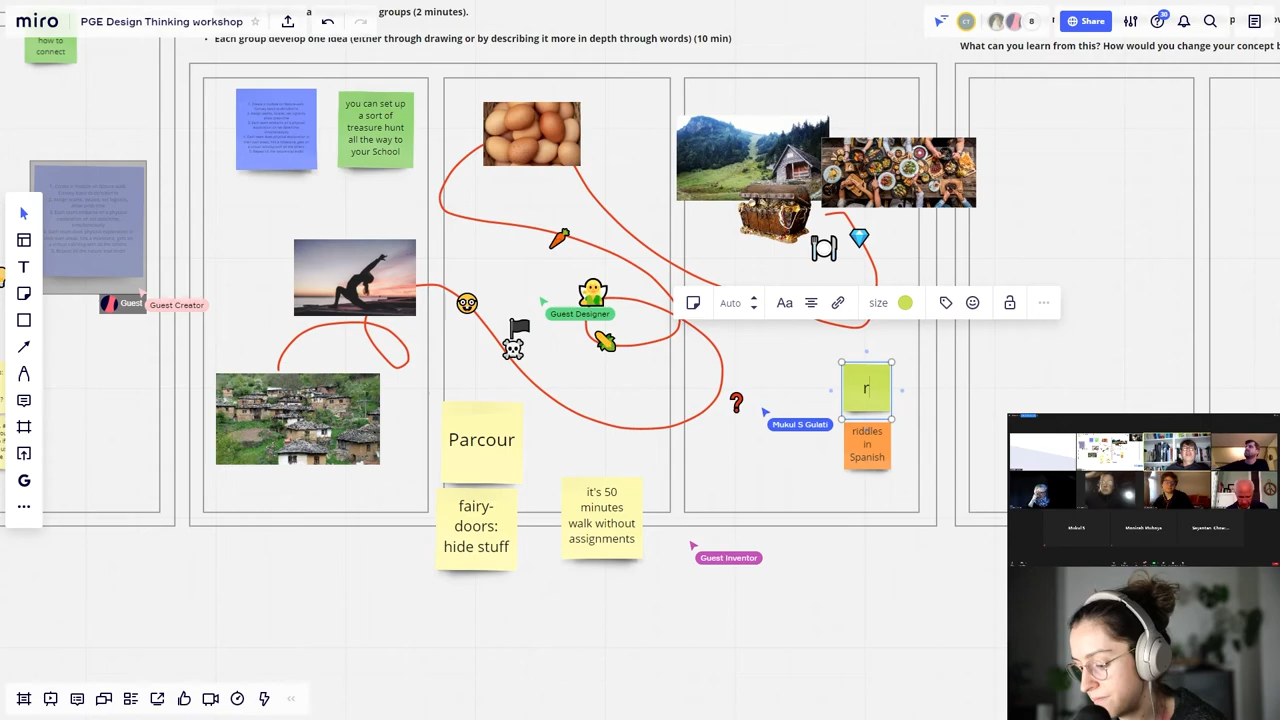 groups (2 minutes).
miro
PGE Design Thinking workshop
8
30
Share
• Each group develop one idea (either through drawing or by describing it more in depth through words) (10 min)
What can you learn from this? How would you change your concept b
how to
connect
you can set up
a sort of
treasure hunt
all the way to
your School
Guest
Guest Creator
Guest Designer
Auto
Aa
size
r
riddles
in
Spanish
Mukul S Gulati
Parcour
fairy-
doors:
hide stuff
it's 50
minutes
walk without
assignments
Guest Inventor
Mukul S